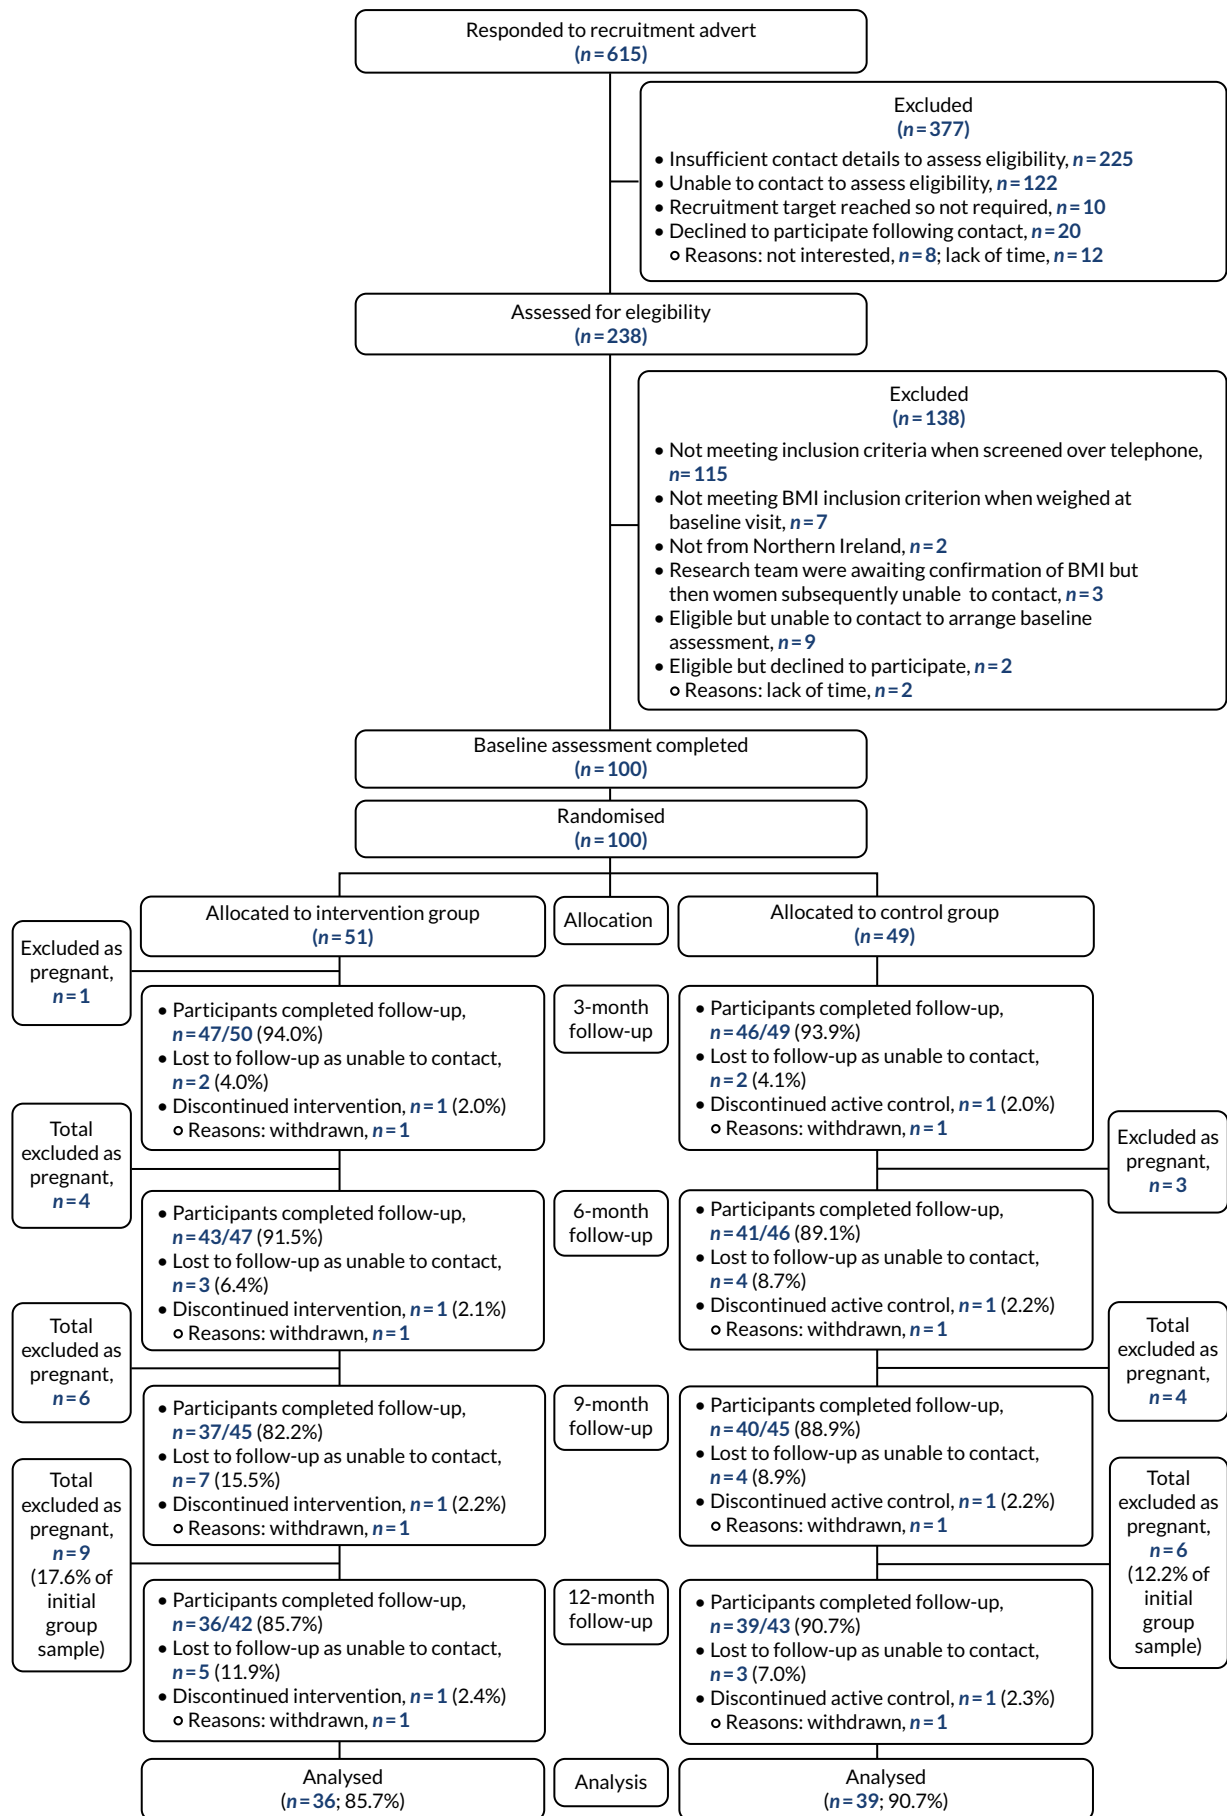 Responded to recruitment advert
(n=615)
Excluded
(n=377)
• Insufficient contact details to assess eligibility, n=225
• Unable to contact to assess eligibility, n=122
• Recruitment target reached so not required, n=10
• Declined to participate following contact, n=20
Reasons: not interested, n=8; lack of time, n=12
Assessed for elegibility
(n=238)
Excluded
(n=138)
• Not meeting inclusion criteria when screened over telephone,
n=115
• Not meeting BMI inclusion criterion when weighed at
baseline visit, n=7
• Not from Northern Ireland, n=2
• Research team were awaiting confirmation of BMI but
then women subsequently unable to contact, n=3
• Eligible but unable to contact to arrange baseline
assessment, n=9
• Eligible but declined to participate, n=2
Reasons: lack of time, n=2
Baseline assessment completed
(n=100)
Randomised
(n=100)
Allocated to intervention group
(n=51)
Allocation
Allocated to control group
(n=49)
Excluded as
pregnant,
n=1
• Participants completed follow-up,
n=47/50 (94.0%)
• Lost to follow-up as unable to contact,
n=2 (4.0%)
• Discontinued intervention, n=1 (2.0%)
Reasons: withdrawn, n=1
3-month
follow-up
• Participants completed follow-up,
n=46/49 (93.9%)
• Lost to follow-up as unable to contact,
n=2 (4.1%)
• Discontinued active control, n=1 (2.0%)
Reasons: withdrawn, n=1
Total
excluded as
pregnant,
n=4
Excluded as
pregnant,
n=3
• Participants completed follow-up,
n=43/47 (91.5%)
• Lost to follow-up as unable to contact,
n=3 (6.4%)
• Discontinued intervention, n=1 (2.1%)
Reasons: withdrawn, n=1
6-month
follow-up
• Participants completed follow-up,
n=41/46 (89.1%)
• Lost to follow-up as unable to contact,
n=4 (8.7%)
• Discontinued active control, n=1 (2.2%)
Reasons: withdrawn, n=1
Total
excluded as
pregnant,
n=6
Total
excluded as
pregnant,
n=4
• Participants completed follow-up,
n=37/45 (82.2%)
• Lost to follow-up as unable to contact,
n=7 (15.5%)
• Discontinued intervention, n=1 (2.2%)
Reasons: withdrawn, n=1
9-month
follow-up
• Participants completed follow-up,
n=40/45 (88.9%)
• Lost to follow-up as unable to contact,
n=4 (8.9%)
• Discontinued active control, n=1 (2.2%)
Reasons: withdrawn, n=1
Total
excluded as
pregnant,
n=9
(17.6% of
initial
group
sample)
Total
excluded as
pregnant,
n=6
(12.2% of
initial
group
sample)
• Participants completed follow-up,
n=36/42 (85.7%)
• Lost to follow-up as unable to contact,
n=5 (11.9%)
• Discontinued intervention, n=1 (2.4%)
Reasons: withdrawn, n=1
12-month
follow-up
• Participants completed follow-up,
n=39/43 (90.7%)
• Lost to follow-up as unable to contact,
n=3 (7.0%)
• Discontinued active control, n=1 (2.3%)
Reasons: withdrawn, n=1
Analysed
(n=36; 85.7%)
Analysis
Analysed
(n=39; 90.7%)